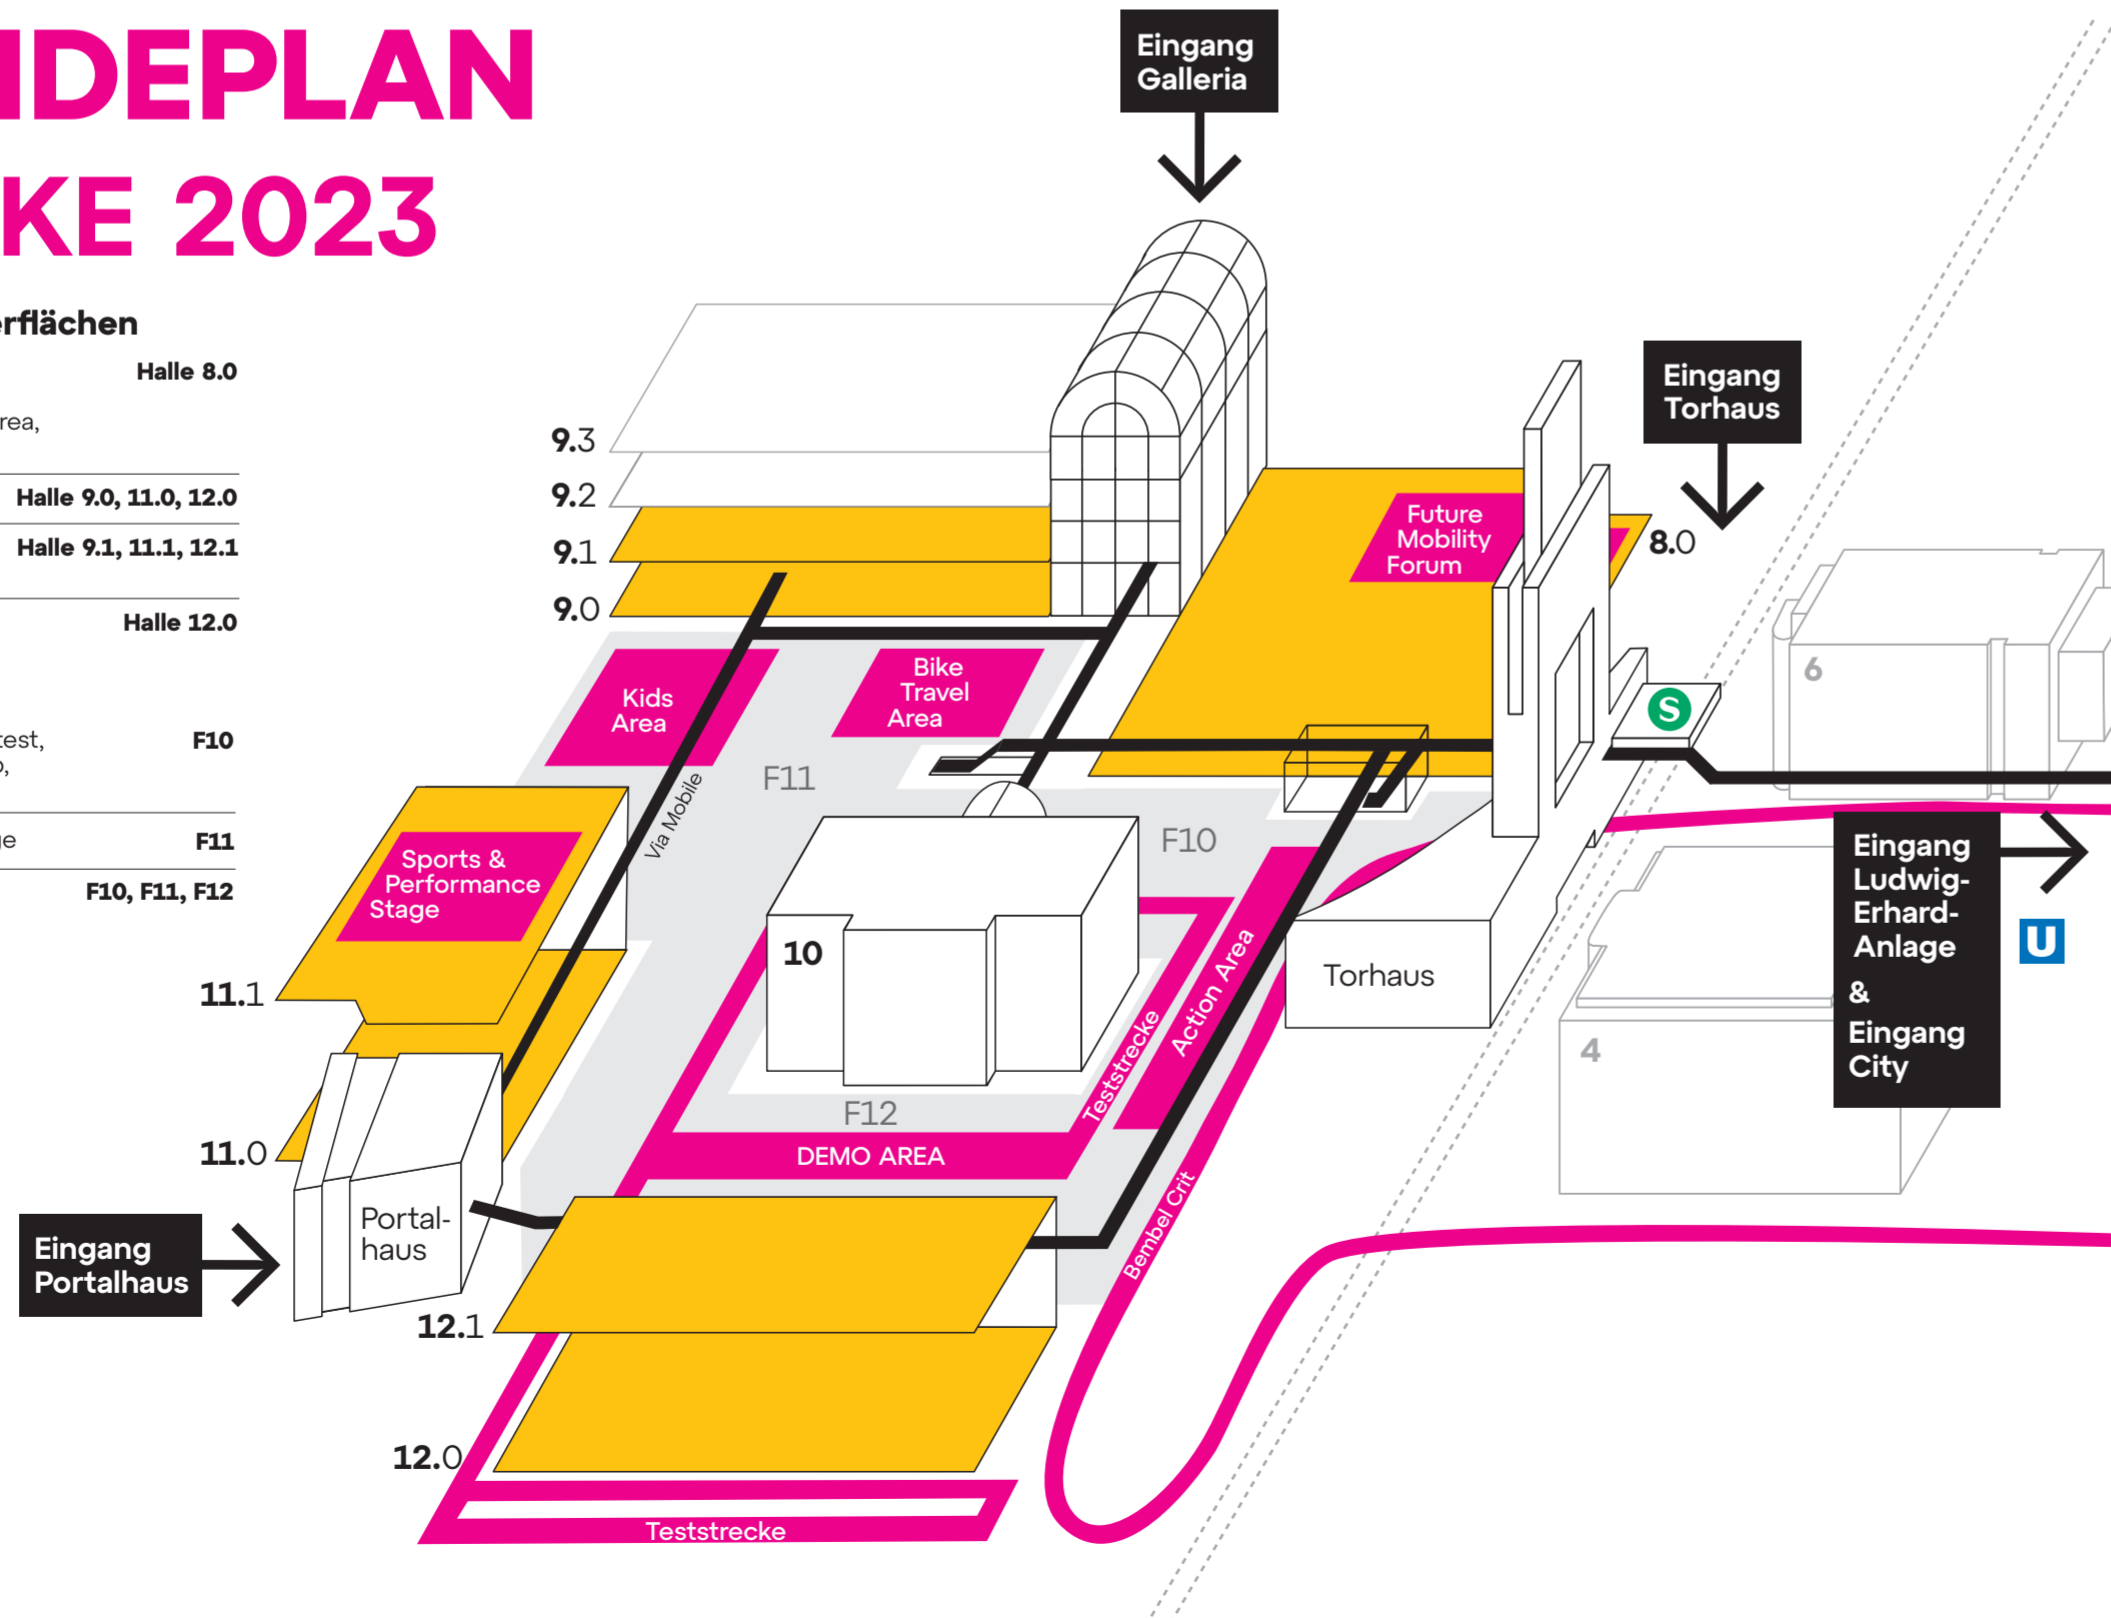 IDEPLAN
KE 2023
erflächen
Halle 8.0
rea,
Halle 9.0, 11.0, 12.0
Halle 9.1, 11.1, 12.1
Halle 12.0
test,
F10
o,
ge
F11
F10, F11, F12
Eingang
Galleria
Eingang
Torhaus
9.3
9.2
9.1
9.0
Future
Mobility
Forum
8.0
6
S
Kids
Area
Bike
Travel
Area
F11
Via Mobile
F10
Sports &
Performance
Stage
10
Action Area
Torhaus
Teststrecke
Eingang
Ludwig-
Erhard-
Anlage
&
Eingang
City
U
4
11.1
F12
DEMO AREA
11.0
Bembel Crit
Portal-
haus
Eingang
Portalhaus
12.1
12.0
Teststrecke